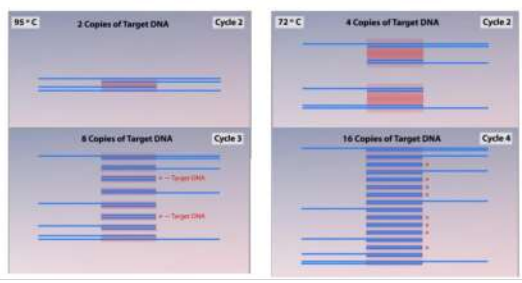 95 ° C 2 Copies of Target DNA Cycle 2
72 ° C 4 Copies of Target DNA Cycle 2
8 Copies of Target DNA Cycle 3
← Target DNA
← Target DNA
16 Copies of Target DNA Cycle 4